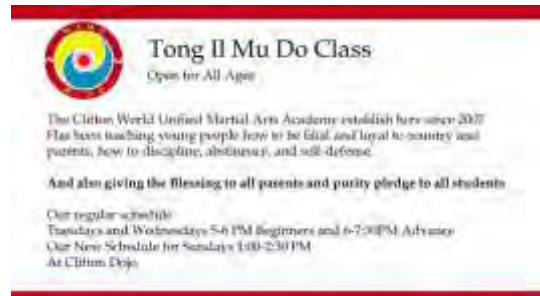 Tong Il Mu Do Class
Open for All Ages
The Clifton World Unified Martial Arts Academy establish here since 2007
Has been teaching young people how to be filial and loyal to country and
parents, how to discipline, abstinence, and self-defense.
And also giving the Blessing to all parents and purity pledge to all students
Our regular schedule
Tuesdays and Wednesdays 5-6 PM Beginners and 6-7:30PM Advance
Our New Schedule for Sundays 1:00-2:30 PM
At Clifton Dojo